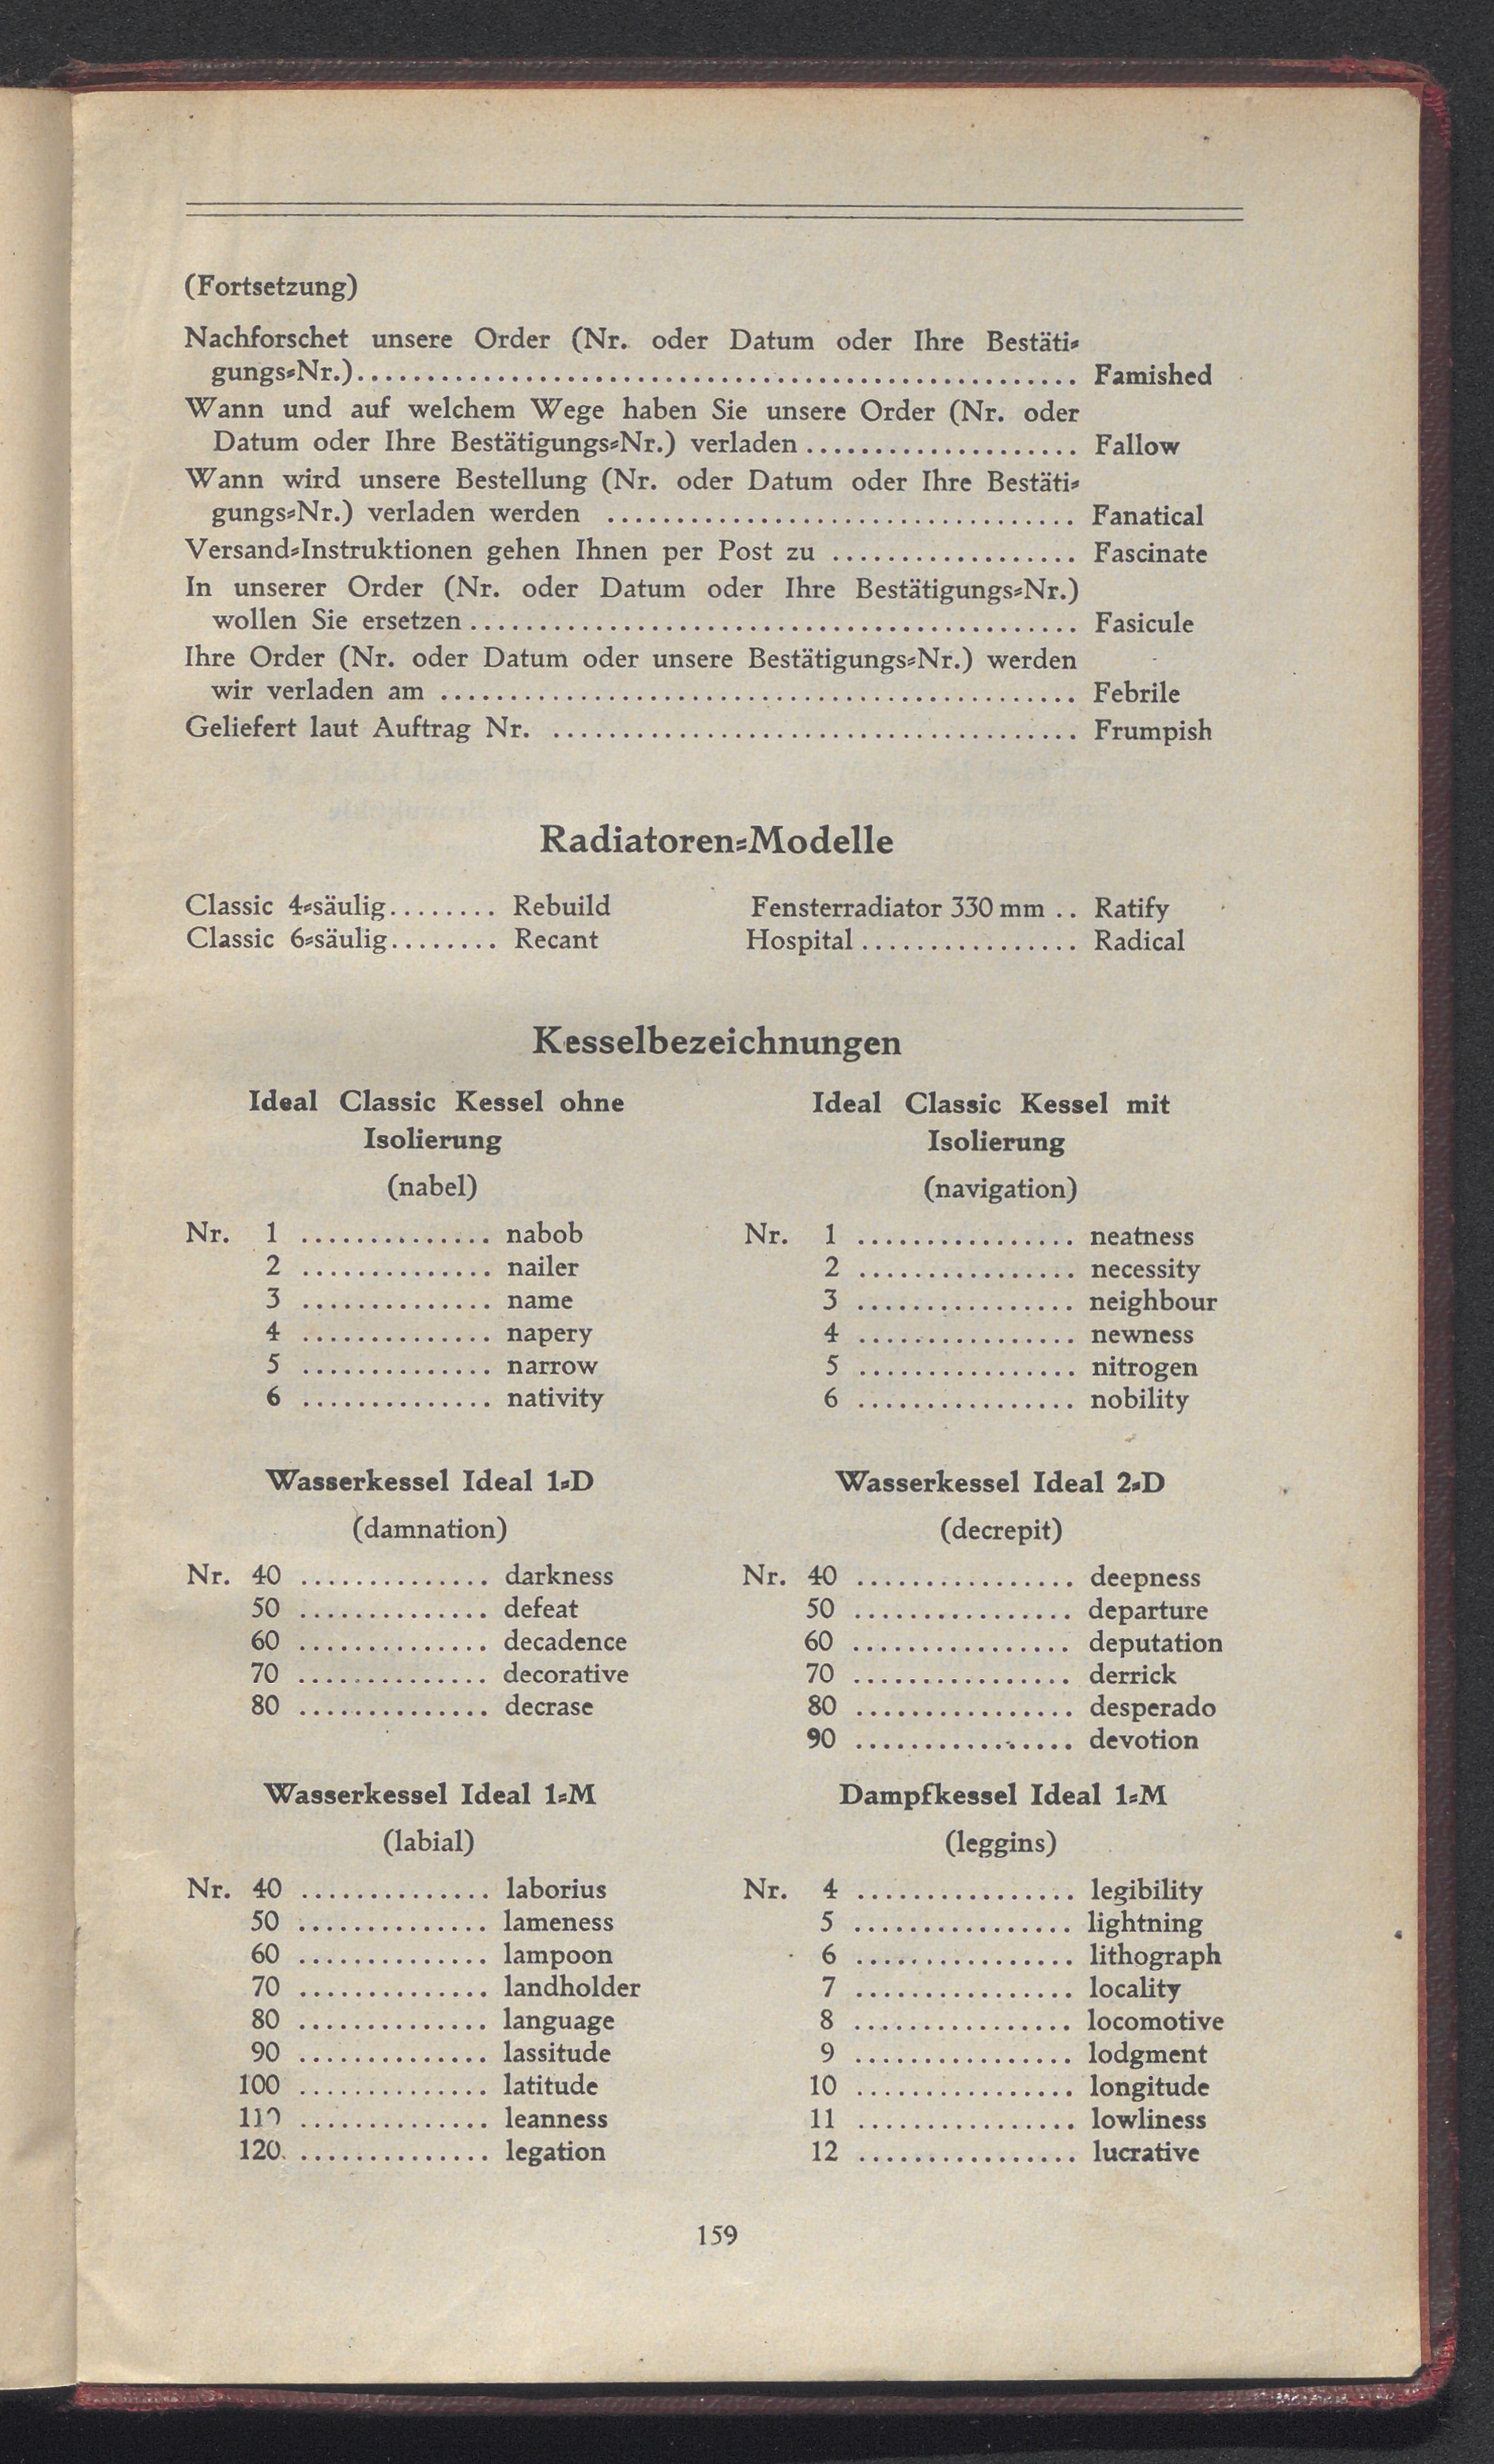 (Fortsetzung)
Nachforschet unsere Order (Nr. oder Datum oder Ihre Bestäti-
gungs-Nr.)..................................................... Famished
Wann und auf welchem Wege haben Sie unsere Order (Nr. oder
Datum oder Ihre Bestätigungs-Nr.) verladen .................... Fallow
Wann wird unsere Bestellung (Nr. oder Datum oder Ihre Bestäti-
gungs-Nr.) verladen werden .................................. Fanatical
Versand-Instruktionen gehen Ihnen per Post zu .................. Fascinate
In unserer Order (Nr. oder Datum oder Ihre Bestätigungs-Nr.)
wollen Sie ersetzen ............................................ Fasicule
Ihre Order (Nr. oder Datum oder unsere Bestätigungs-Nr.) werden
wir verladen am .............................................. Febrile
Geliefert laut Auftrag Nr. ...................................... Frumpish
Radiatoren-Modelle
Classic 4-säulig........ Rebuild
Classic 6-säulig........ Recant
Fensterradiator 330 mm .. Ratify
Hospital ................ Radical
Kesselbezeichnungen
Ideal Classic Kessel ohne
Isolierung
(nabel)
Nr. 1 .............. nabob
2 .............. nailer
3 .............. name
4 .............. napery
5 .............. narrow
6 .............. nativity
Ideal Classic Kessel mit
Isolierung
(navigation)
Nr. 1 ................ neatness
2 ................ necessity
3 ................ neighbour
4 ................ newness
5 ................ nitrogen
6 ................ nobility
Wasserkessel Ideal 1-D
(damnation)
Nr. 40 .............. darkness
50 .............. defeat
60 .............. decadence
70 .............. decorative
80 .............. decrase
Wasserkessel Ideal 2-D
(decrepit)
Nr. 40 ................ deepness
50 ................ departure
60 ................ deputation
70 ................ derrick
80 ................ desperado
90 ................ devotion
Wasserkessel Ideal 1-M
(labial)
Nr. 40 .............. laborius
50 .............. lameness
60 .............. lampoon
70 .............. landholder
80 .............. language
90 .............. lassitude
100 .............. latitude
110 .............. leanness
120 .............. legation
Dampfkessel Ideal 1-M
(leggins)
Nr. 4 ................ legibility
5 ................ lightning
6 ................ lithograph
7 ................ locality
8 ................ locomotive
9 ................ lodgment
10 ................ longitude
11 ................ lowliness
12 ................ lucrative
159